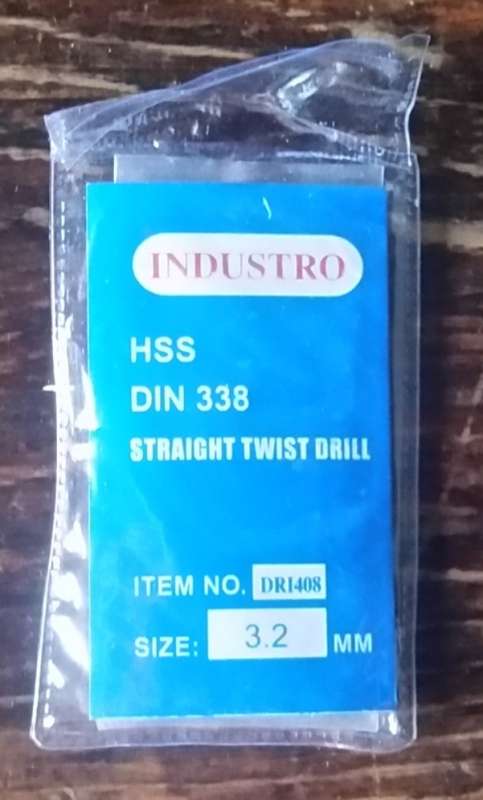 INDUSTRO
HSS
DIN 338
STRAIGHT TWIST DRILL
ITEM NO. DRI408
SIZE: 3.2 MM